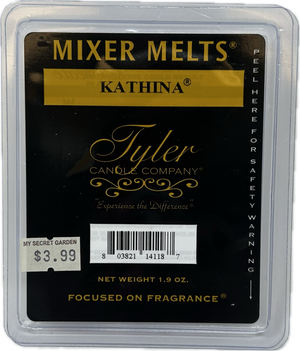 MIXER MELTS®
KATHINA®
Tyler
CANDLE COMPANY®
"Experience the Difference"
MY SECRET GARDEN
$3.99
8 03821 14118 7
NET WEIGHT 1.9 OZ.
FOCUSED ON FRAGRANCE®
PEEL HERE FOR SAFETY WARNING